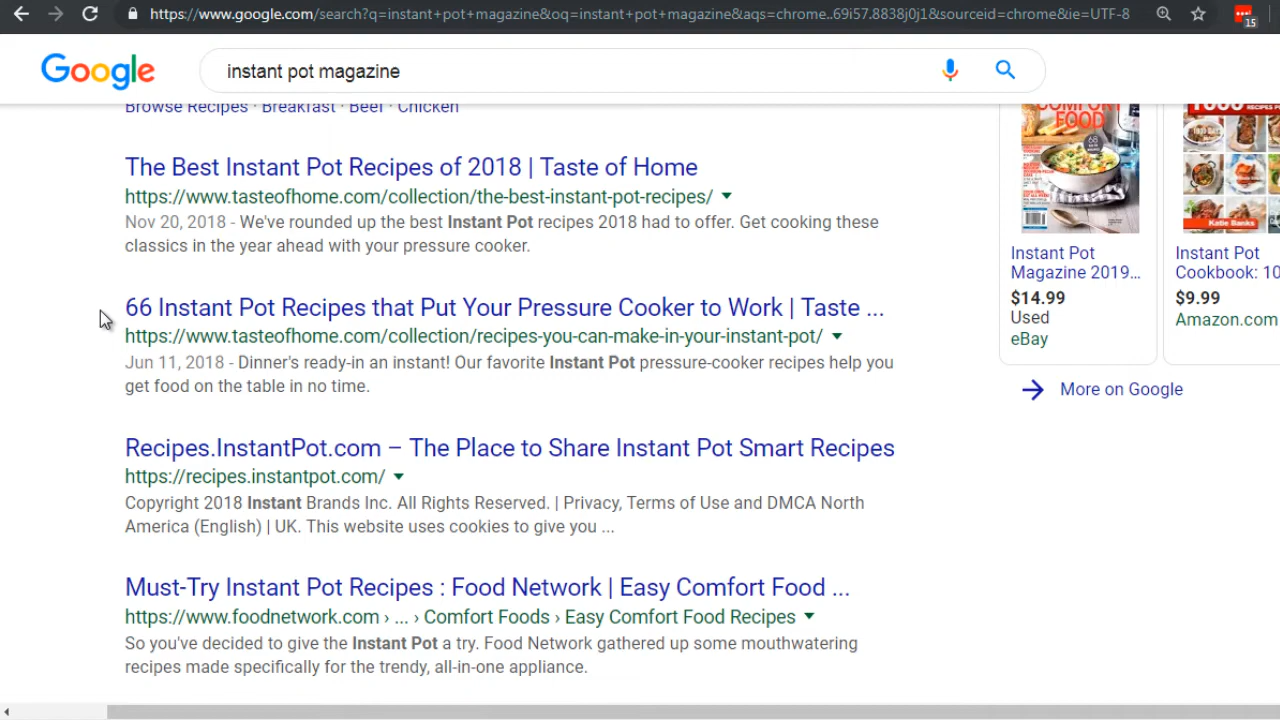 https://www.google.com/search?q=instant+pot+magazine&oq=instant+pot+magazine&aqs=chrome..69i57.8838j0j1&sourceid=chrome&ie=UTF-8
15
Google
instant pot magazine
Browse Recipes · Breakfast · Beef · Chicken
The Best Instant Pot Recipes of 2018 | Taste of Home
https://www.tasteofhome.com/collection/the-best-instant-pot-recipes/
Nov 20, 2018 - We've rounded up the best Instant Pot recipes 2018 had to offer. Get cooking these
classics in the year ahead with your pressure cooker.
66 Instant Pot Recipes that Put Your Pressure Cooker to Work | Taste ...
https://www.tasteofhome.com/collection/recipes-you-can-make-in-your-instant-pot/
Jun 11, 2018 - Dinner's ready-in an instant! Our favorite Instant Pot pressure-cooker recipes help you
get food on the table in no time.
Recipes.InstantPot.com – The Place to Share Instant Pot Smart Recipes
https://recipes.instantpot.com/
Copyright 2018 Instant Brands Inc. All Rights Reserved. | Privacy, Terms of Use and DMCA North
America (English) | UK. This website uses cookies to give you ...
Must-Try Instant Pot Recipes : Food Network | Easy Comfort Food ...
https://www.foodnetwork.com › ... › Comfort Foods › Easy Comfort Food Recipes
So you've decided to give the Instant Pot a try. Food Network gathered up some mouthwatering
recipes made specifically for the trendy, all-in-one appliance.
COMFORT
FOOD
Instant Pot
Magazine 2019...
$14.99
Used
eBay
1000
RECIPES
Katie Banks
Instant Pot
Cookbook: 10
$9.99
Amazon.com
More on Google